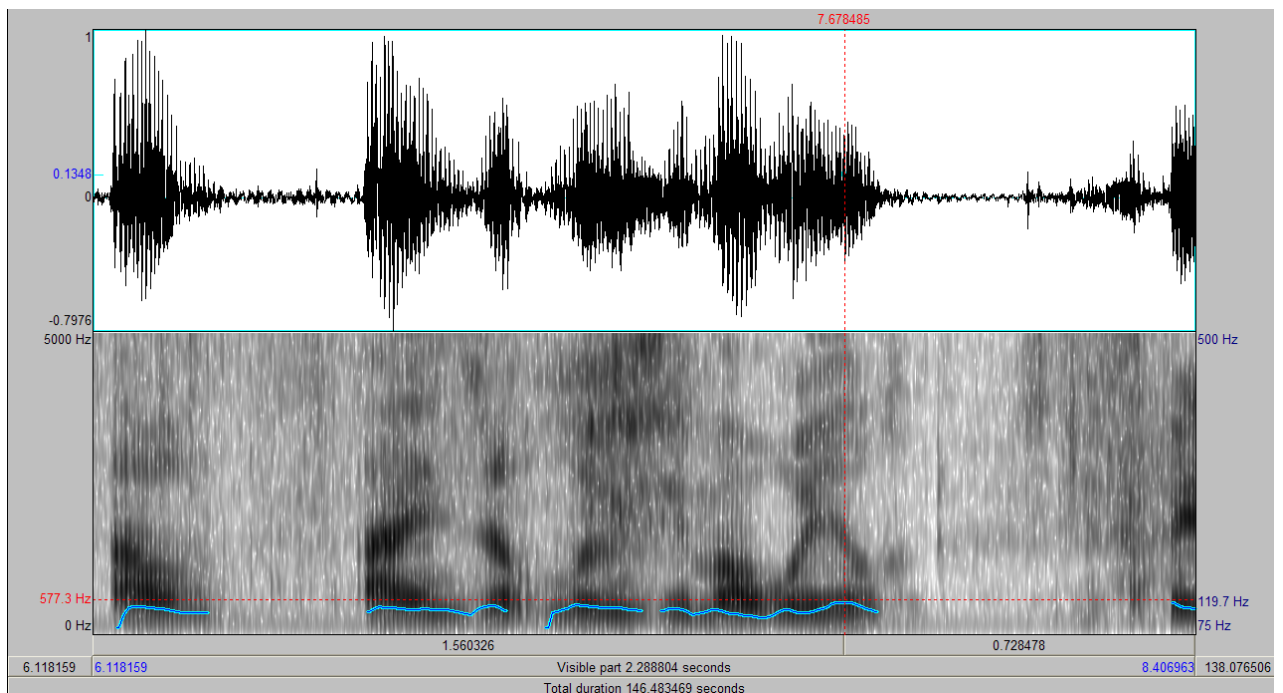 7.678485
1
0.1348
0
-0.7976
5000 Hz
500 Hz
577.3 Hz
119.7 Hz
0 Hz
75 Hz
1.560326
0.728478
6.118159
6.118159
Visible part 2.288804 seconds
8.406963
138.076506
Total duration 146.483469 seconds